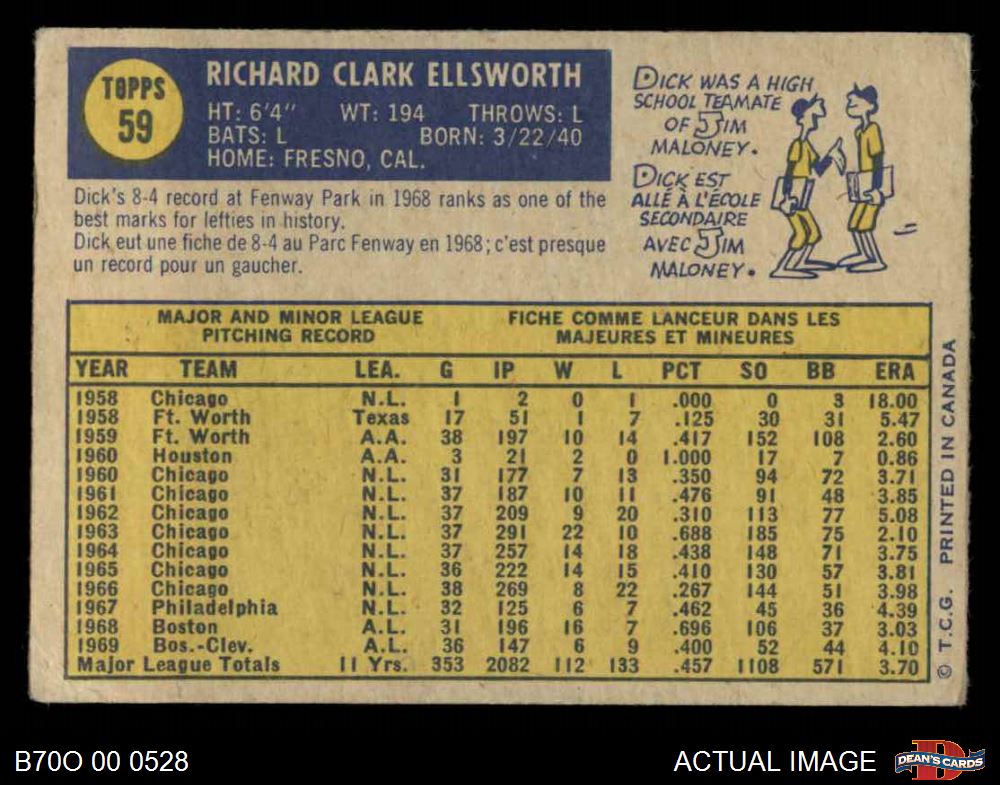 TOPPS
59
RICHARD CLARK ELLSWORTH
HT: 6'4" WT: 194 THROWS: L
BATS: L BORN: 3/22/40
HOME: FRESNO, CAL.
Dick's 8-4 record at Fenway Park in 1968 ranks as one of the
best marks for lefties in history.
Dick eut une fiche de 8-4 au Parc Fenway en 1968; c'est presque
un record pour un gaucher.
DICK WAS A HIGH
SCHOOL TEAMATE
OF JIM
MALONEY.
DICK EST
ALLÉ À L'ÉCOLE
SECONDAIRE
AVEC JIM
MALONEY.
MAJOR AND MINOR LEAGUE
PITCHING RECORD
FICHE COMME LANCEUR DANS LES
MAJEURES ET MINEURES
YEAR TEAM LEA. G IP W L PCT SO BB ERA
1958 Chicago N.L. 1 2 0 1 .000 0 3 18.00
1958 Ft. Worth Texas 17 51 1 7 .125 30 31 5.47
1959 Ft. Worth A.A. 38 197 10 14 .417 152 108 2.60
1960 Houston A.A. 3 21 2 0 1.000 17 7 0.86
1960 Chicago N.L. 31 177 7 13 .350 94 72 3.71
1961 Chicago N.L. 37 187 10 11 .476 91 48 3.85
1962 Chicago N.L. 37 209 9 20 .310 113 77 5.08
1963 Chicago N.L. 37 291 22 10 .688 185 75 2.10
1964 Chicago N.L. 37 257 14 18 .438 148 71 3.75
1965 Chicago N.L. 36 222 14 15 .410 130 57 3.81
1966 Chicago N.L. 38 269 8 22 .267 144 51 3.98
1967 Philadelphia N.L. 32 125 6 7 .462 45 36 4.39
1968 Boston A.L. 31 196 16 7 .696 106 37 3.03
1969 Bos.-Clev. A.L. 36 147 6 9 .400 52 44 4.10
Major League Totals 11 Yrs. 353 2082 112 133 .457 1108 571 3.70
© T.C.G. PRINTED IN CANADA
B70O 00 0528
ACTUAL IMAGE
DEAN'S CARDS